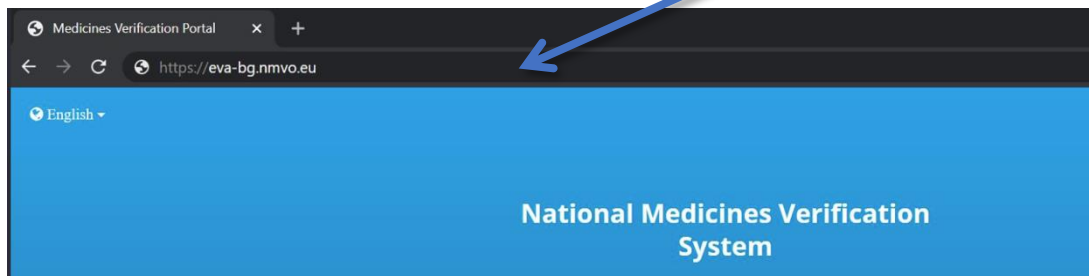 Medicines Verification Portal
https://eva-bg.nmvo.eu
English
National Medicines Verification
System